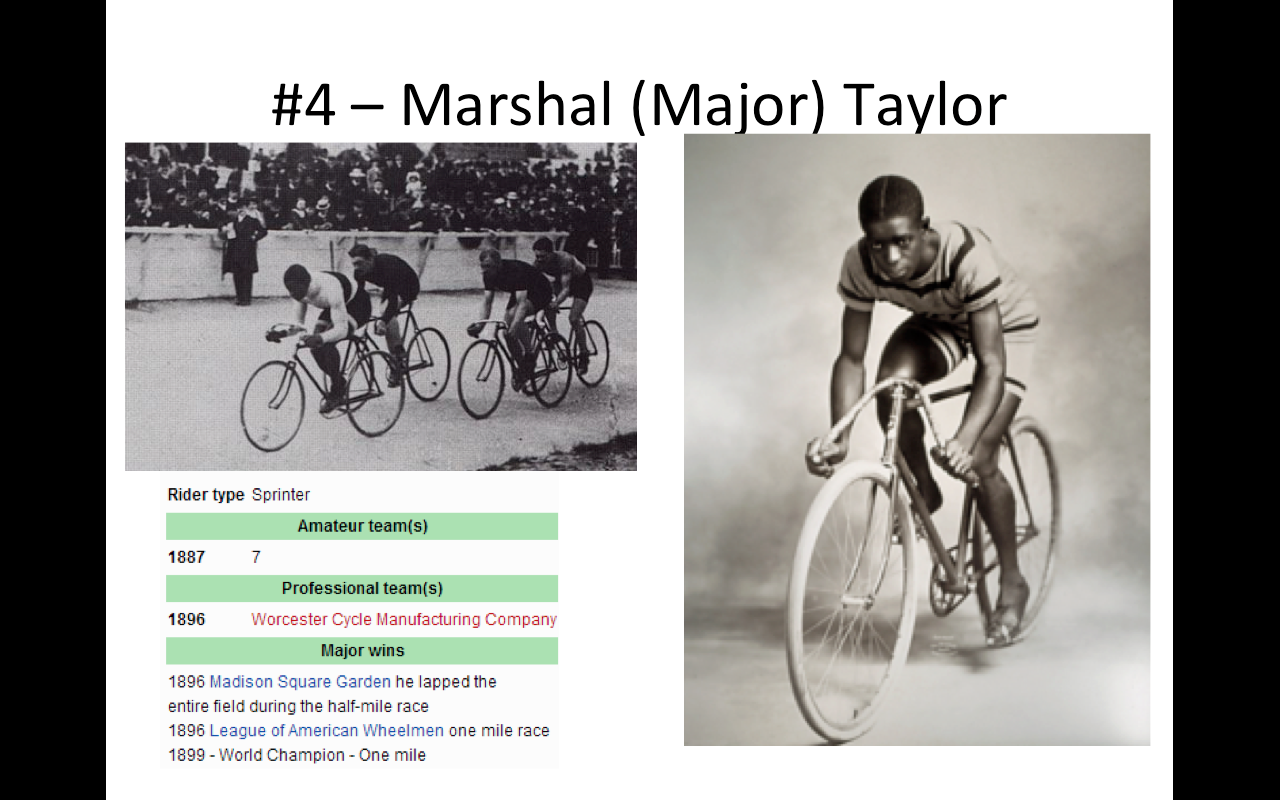 #4 – Marshal (Major) Taylor
Rider type Sprinter
Amateur team(s)
1887 7
Professional team(s)
1896 Worcester Cycle Manufacturing Company
Major wins
1896 Madison Square Garden he lapped the
entire field during the half-mile race
1896 League of American Wheelmen one mile race
1899 - World Champion - One mile